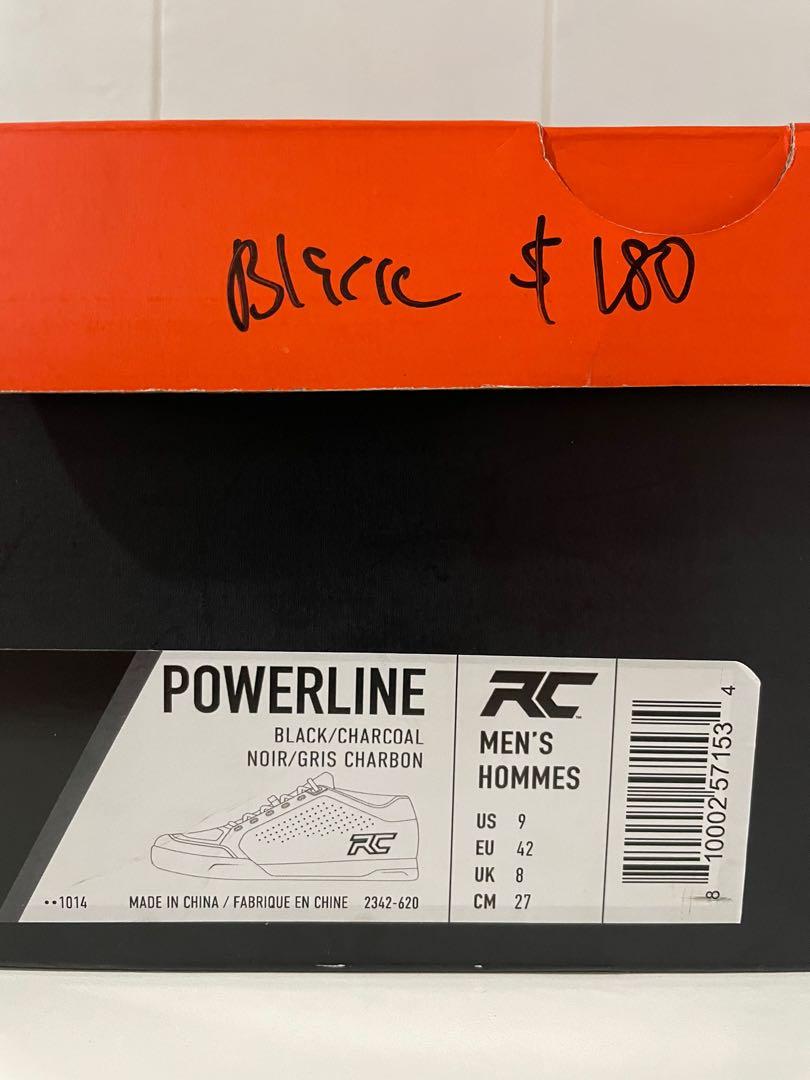 Black $180
POWERLINE
BLACK/CHARCOAL
NOIR/GRIS CHARBON
RC
••1014 MADE IN CHINA / FABRIQUE EN CHINE 2342-620
RC™
MEN'S
HOMMES
US 9
EU 42
UK 8
CM 27
8 10002 57153 4